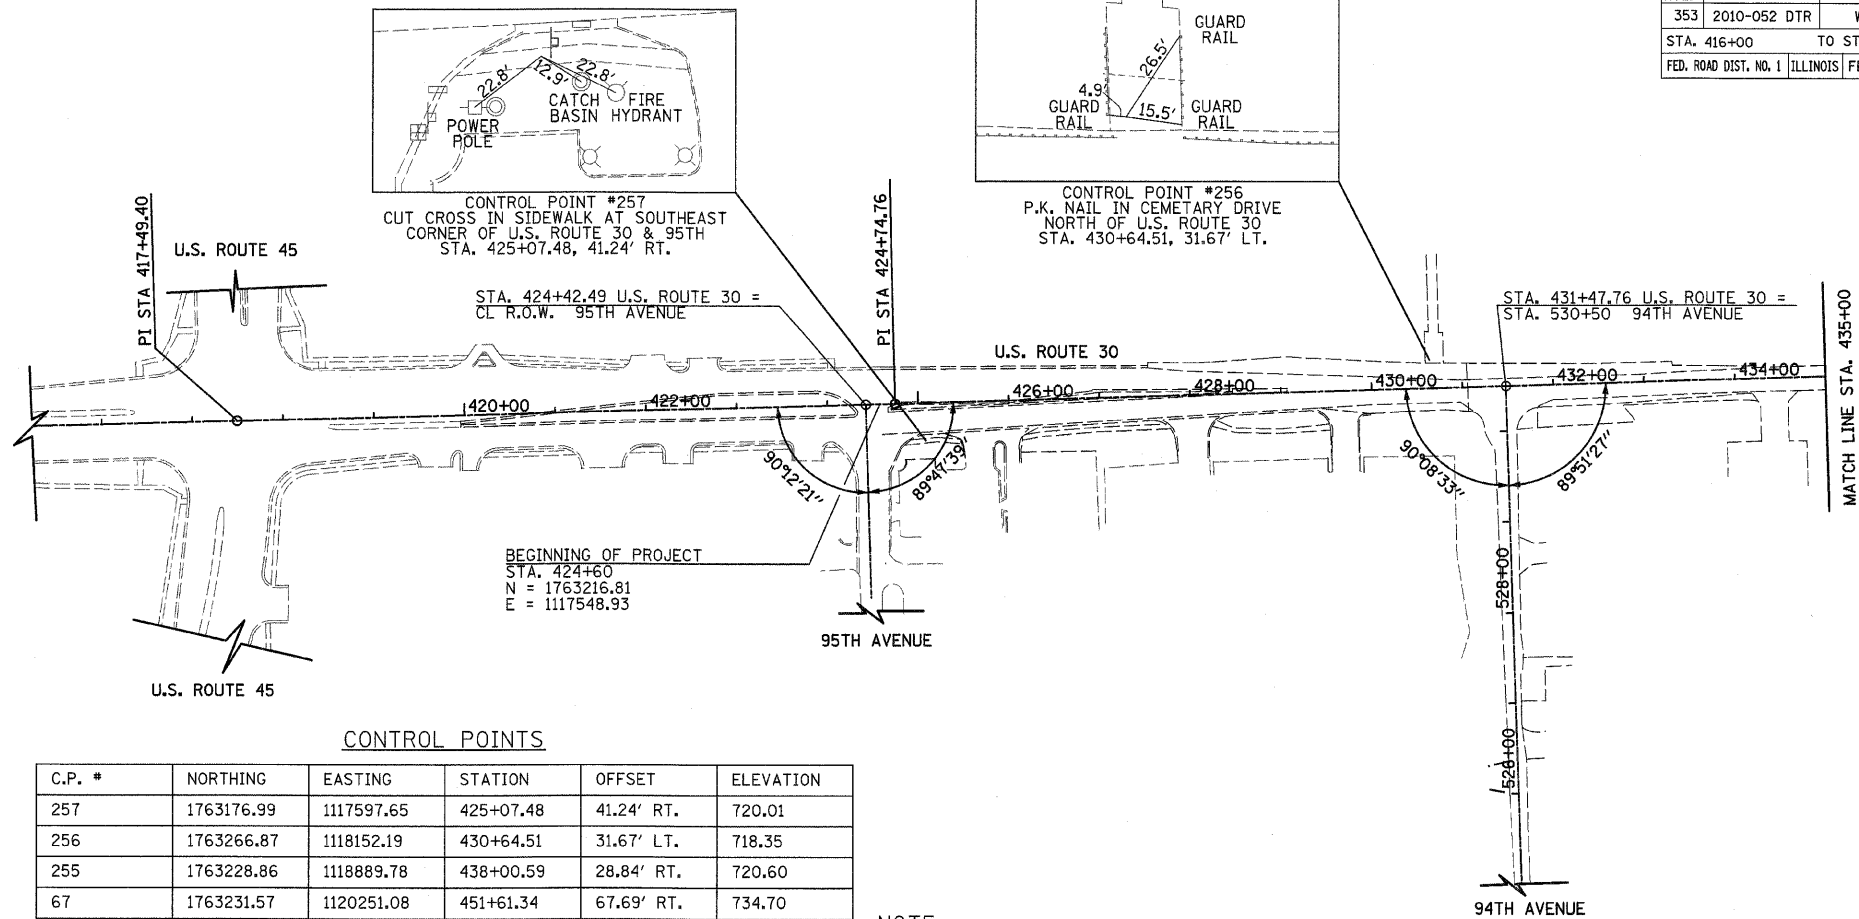 353 2010-052 DTR
STA. 416+00 TO ST
FED. ROAD DIST. NO. 1 ILLINOIS
22.8'
12.9'
22.8'
CATCH BASIN
FIRE HYDRANT
POWER POLE
CONTROL POINT #257
CUT CROSS IN SIDEWALK AT SOUTHEAST
CORNER OF U.S. ROUTE 30 & 95TH
STA. 425+07.48, 41.24' RT.
GUARD RAIL
26.5'
4.9'
GUARD RAIL
15.5'
GUARD RAIL
CONTROL POINT #256
P.K. NAIL IN CEMETARY DRIVE
NORTH OF U.S. ROUTE 30
STA. 430+64.51, 31.67' LT.
PI STA 417+49.40
U.S. ROUTE 45
STA. 424+42.49 U.S. ROUTE 30 =
CL R.O.W. 95TH AVENUE
PI STA 424+74.76
STA. 431+47.76 U.S. ROUTE 30 =
STA. 530+50 94TH AVENUE
MATCH LINE STA. 435+00
U.S. ROUTE 30
420+00
422+00
426+00
428+00
430+00
432+00
434+00
90°12'21"
89°47'39"
90°08'33"
89°51'27"
BEGINNING OF PROJECT
STA. 424+60
N = 1763216.81
E = 1117548.93
528+00
526+00
95TH AVENUE
U.S. ROUTE 45
94TH AVENUE
CONTROL POINTS
C.P. # NORTHING EASTING STATION OFFSET ELEVATION
257 1763176.99 1117597.65 425+07.48 41.24' RT. 720.01
256 1763266.87 1118152.19 430+64.51 31.67' LT. 718.35
255 1763228.86 1118889.78 438+00.59 28.84' RT. 720.60
67 1763231.57 1120251.08 451+61.34 67.69' RT. 734.70
NOTE